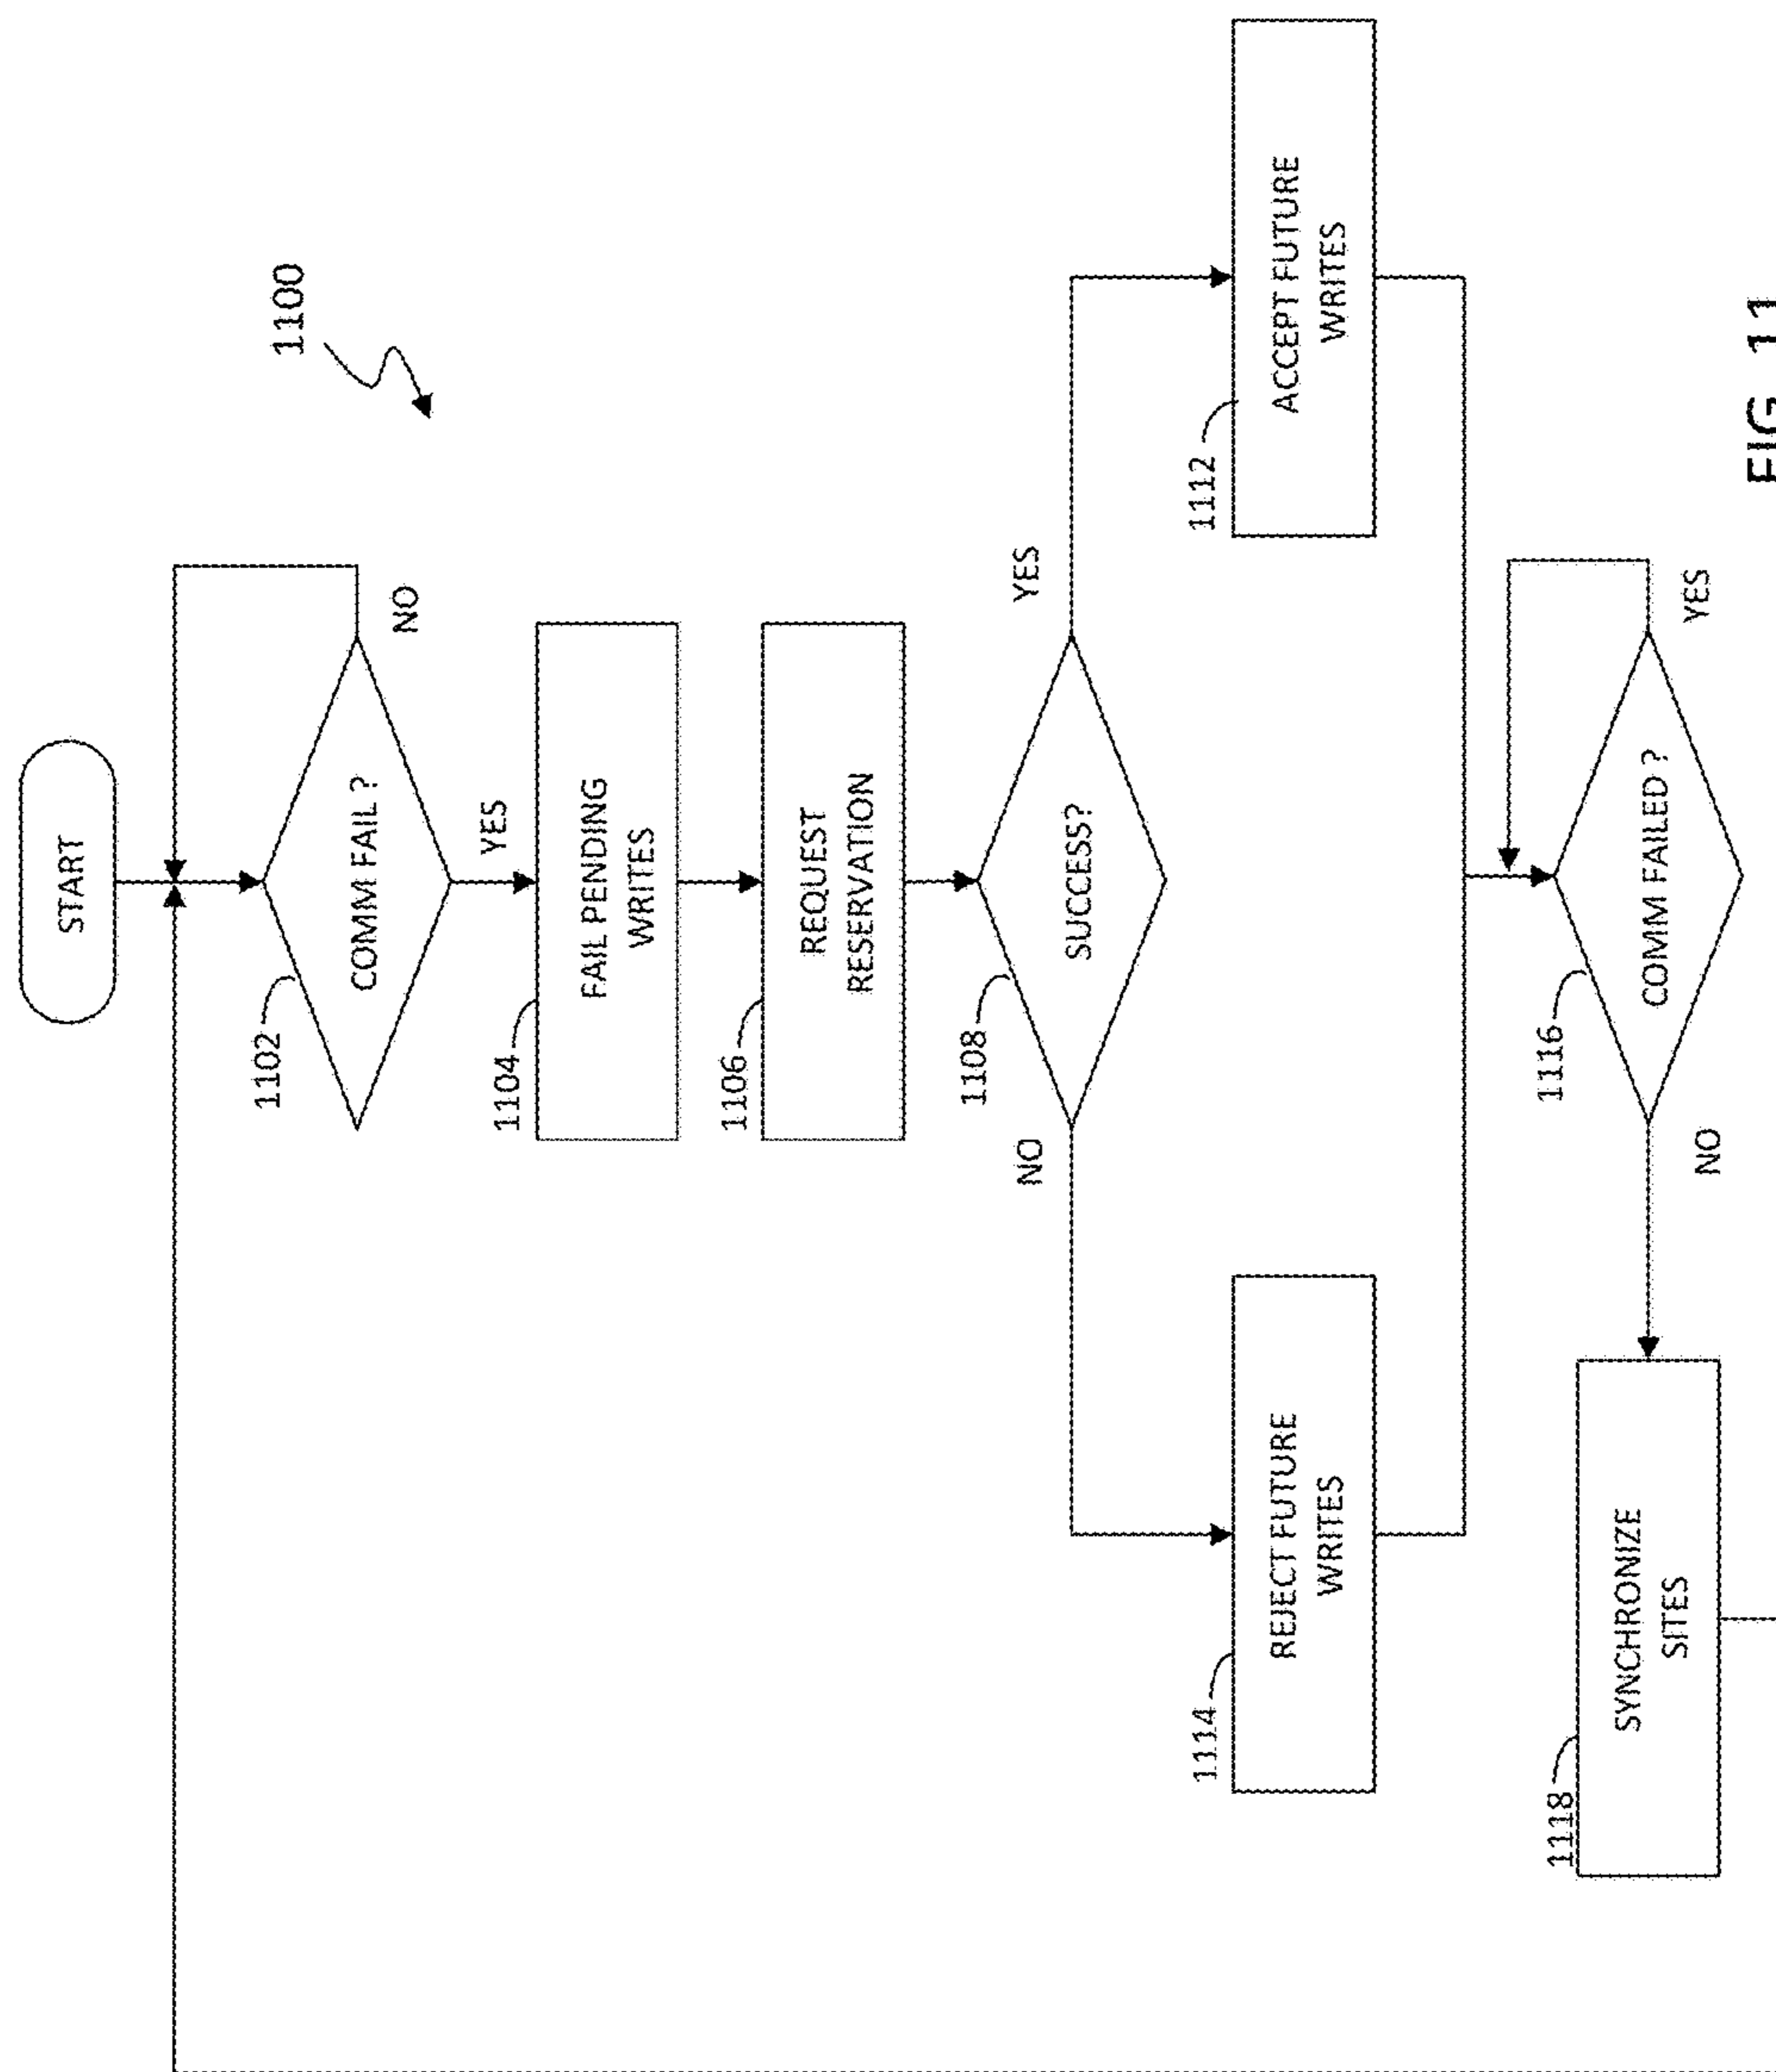 START
1100
1102
COMM FAIL ?
NO
YES
1104
FAIL PENDING
WRITES
1106
REQUEST
RESERVATION
1108
SUCCESS?
NO
YES
1114
REJECT FUTURE
WRITES
1112
ACCEPT FUTURE
WRITES
1116
COMM FAILED ?
NO
YES
1118
SYNCHRONIZE
SITES
FIG. 11